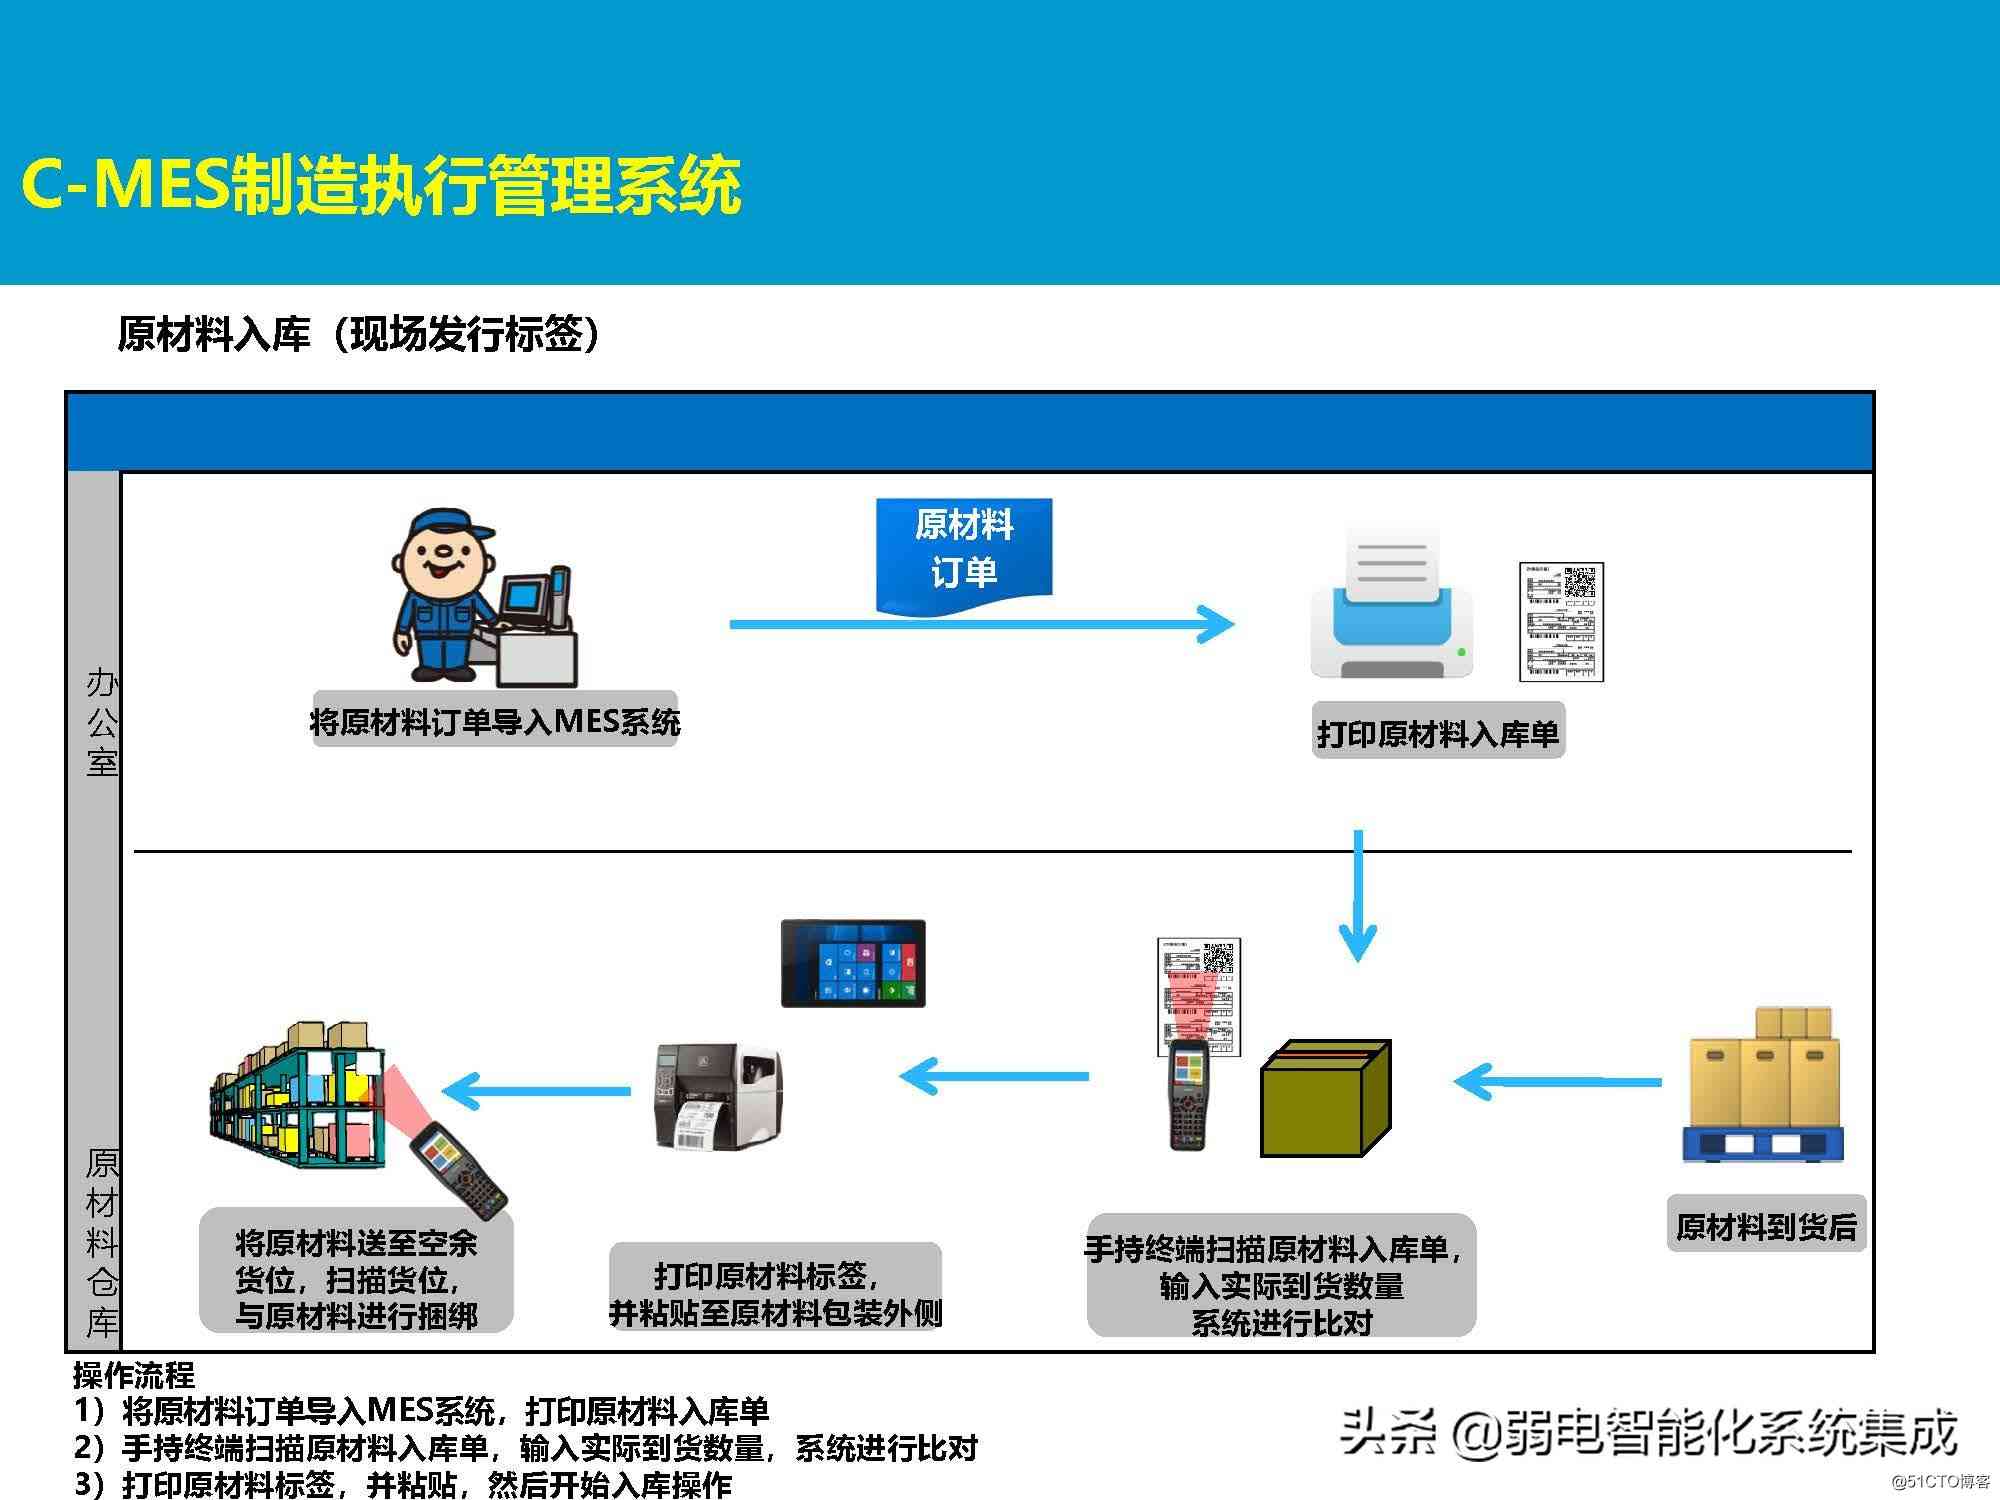 C-MES制造执行管理系统
原材料入库（现场发行标签）
办公室
原材料
订单
将原材料订单导入MES系统
打印原材料入库单
原材料仓库
将原材料送至空余
货位，扫描货位，
与原材料进行捆绑
打印原材料标签，
并粘贴至原材料包装外侧
手持终端扫描原材料入库单，
输入实际到货数量
系统进行比对
原材料到货后
操作流程
1）将原材料订单导入MES系统，打印原材料入库单
2）手持终端扫描原材料入库单，输入实际到货数量，系统进行比对
3）打印原材料标签，并粘贴，然后开始入库操作
头条 @弱电智能化系统集成
@51CTO博客